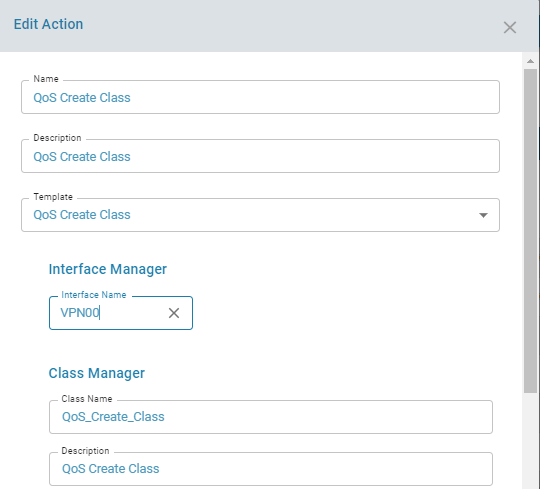 Edit Action
Name
QoS Create Class
Description
QoS Create Class
Template
QoS Create Class
Interface Manager
Interface Name
VPN00
Class Manager
Class Name
QoS_Create_Class
Description
QoS Create Class